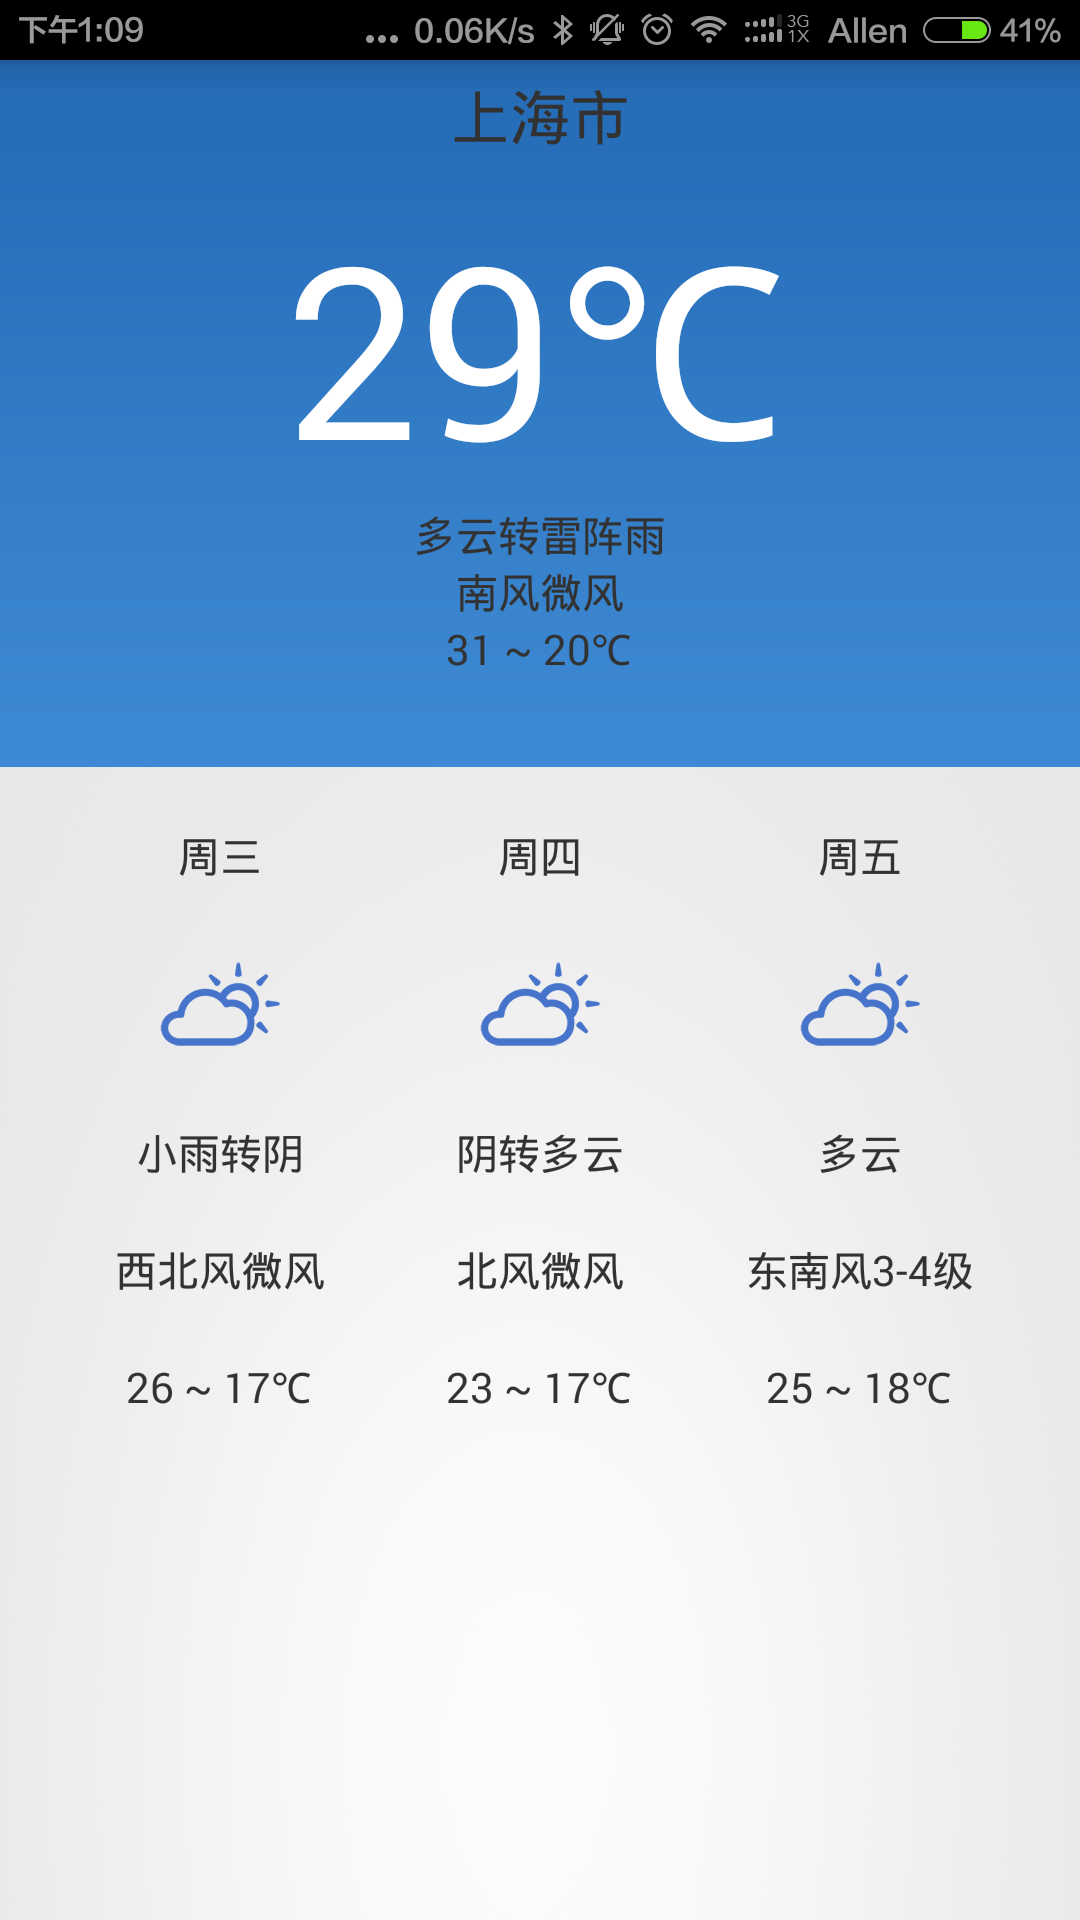 下午1:09 ... 0.06K/s 3G 1X Allen 41%
上海市
29℃
多云转雷阵雨
南风微风
31 ~ 20℃
周三 周四 周五
小雨转阴 阴转多云 多云
西北风微风 北风微风 东南风3-4级
26 ~ 17℃ 23 ~ 17℃ 25 ~ 18℃